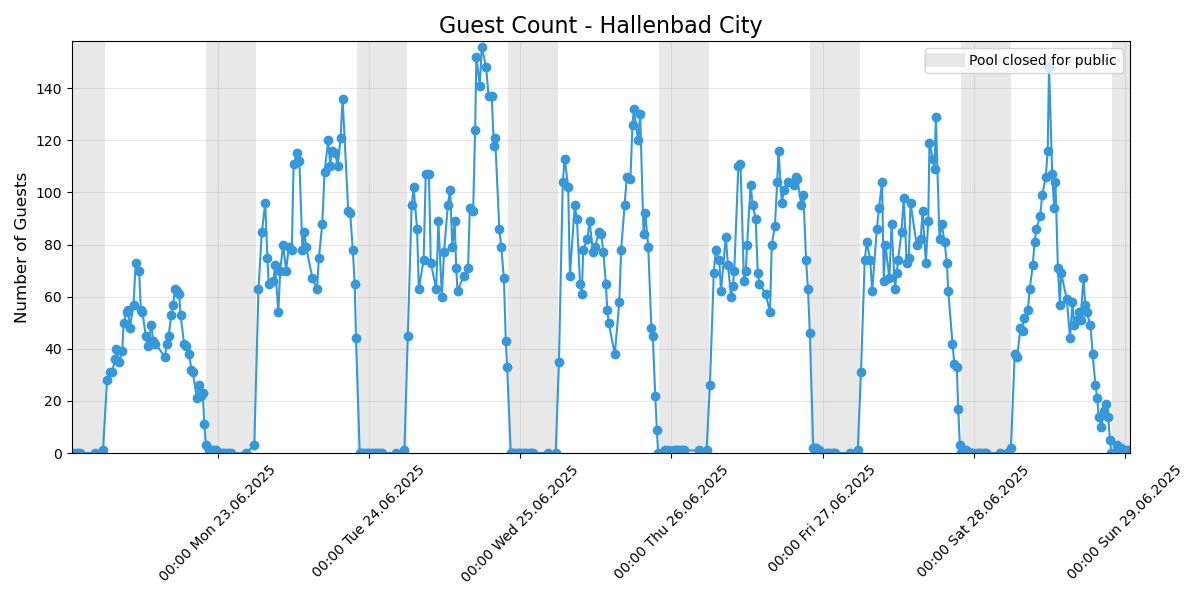 Guest Count - Hallenbad City
Pool closed for public
Number of Guests
140
120
100
80
60
40
20
0
00:00 Mon 23.06.2025
00:00 Tue 24.06.2025
00:00 Wed 25.06.2025
00:00 Thu 26.06.2025
00:00 Fri 27.06.2025
00:00 Sat 28.06.2025
00:00 Sun 29.06.2025